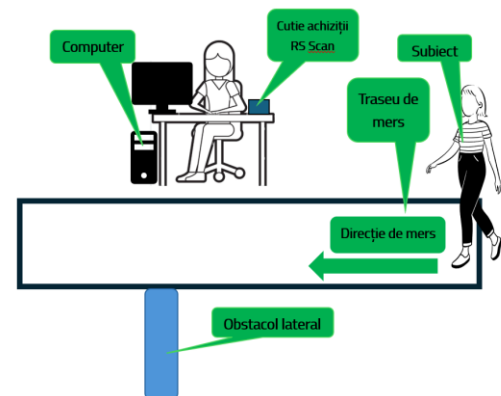 Computer
Cutie achiziții
RS Scan
Subiect
Traseu de
mers
Direcție de mers
Obstacol lateral